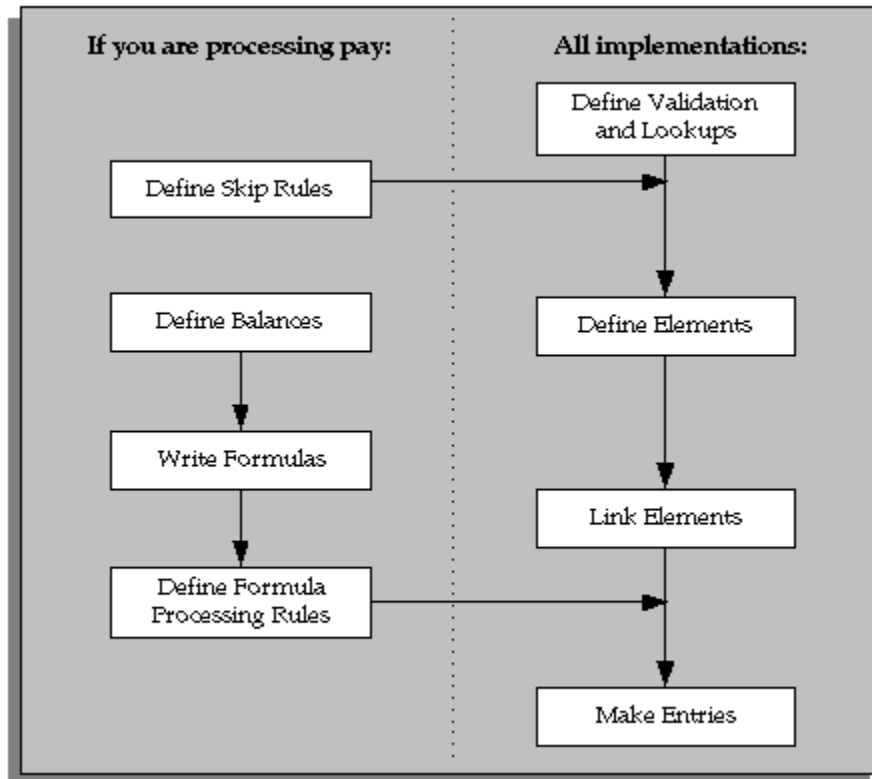 If you are processing pay:
All implementations:
Define Validation
and Lookups
Define Skip Rules
Define Balances
Define Elements
Write Formulas
Link Elements
Define Formula
Processing Rules
Make Entries